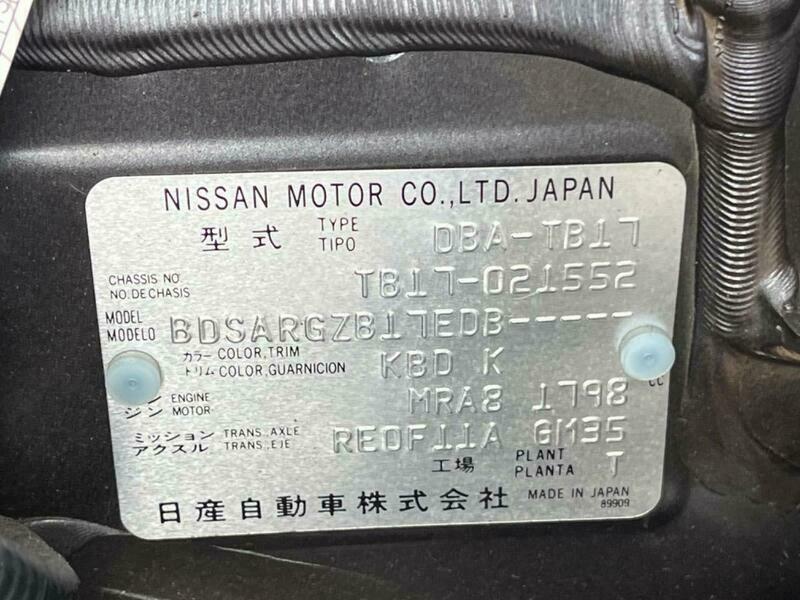 NISSAN MOTOR CO.,LTD. JAPAN
型式 TYPE TIPO DBA-TB17
CHASSIS NO. NO. DE CHASIS TB17-021552
MODEL MODELO BDSARGZB17EDB-----
カラー COLOR,TRIM トリム COLOR,GUARNICION KBD K
ン ENGINE ジン MOTOR MRA8 1798 CC
ミッション TRANS.,AXLE アクスル TRANS.,EJE RE0F11A GM35
工場 PLANT PLANTA T
日産自動車株式会社 MADE IN JAPAN
89909